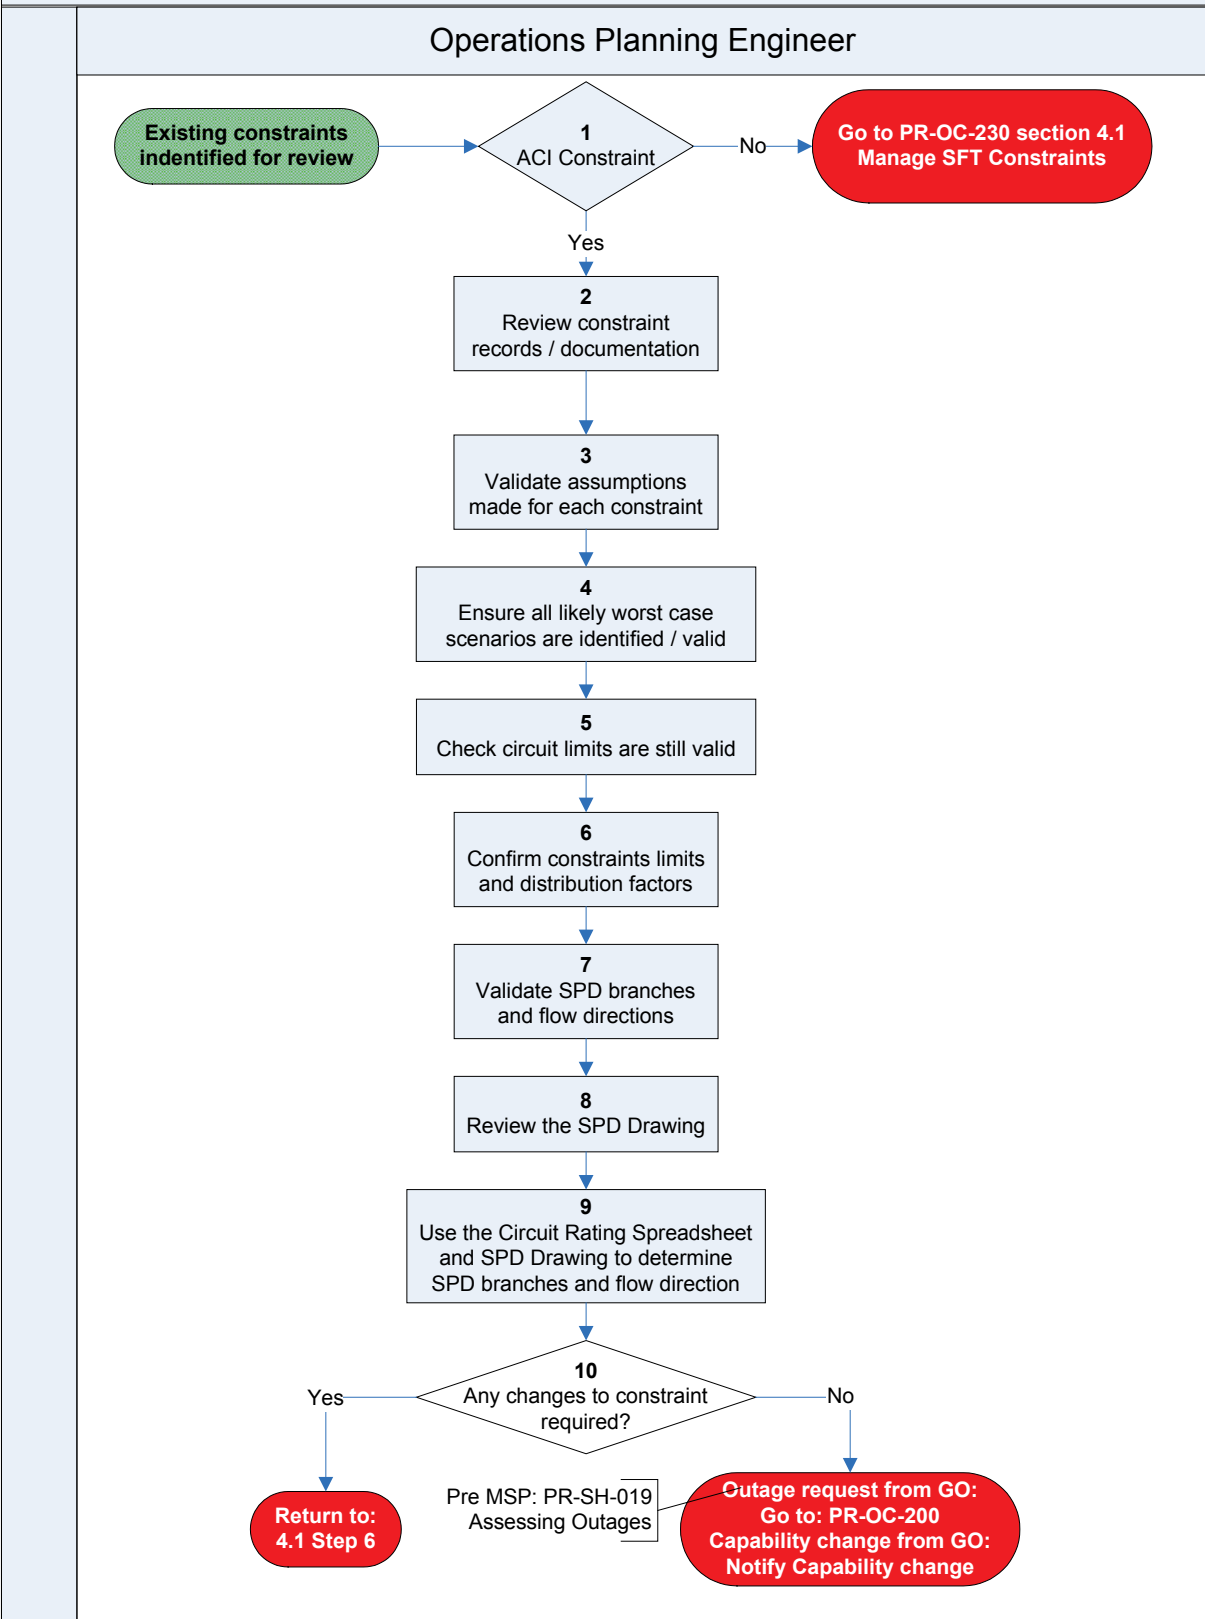 Operations Planning Engineer
Existing constraints
indentified for review
1
ACI Constraint
No
Go to PR-OC-230 section 4.1
Manage SFT Constraints
Yes
2
Review constraint
records / documentation
3
Validate assumptions
made for each constraint
4
Ensure all likely worst case
scenarios are identified / valid
5
Check circuit limits are still valid
6
Confirm constraints limits
and distribution factors
7
Validate SPD branches
and flow directions
8
Review the SPD Drawing
9
Use the Circuit Rating Spreadsheet
and SPD Drawing to determine
SPD branches and flow direction
10
Any changes to constraint
required?
Yes
No
Return to:
4.1 Step 6
Pre MSP: PR-SH-019
Assessing Outages
Outage request from GO:
Go to: PR-OC-200
Capability change from GO:
Notify Capability change